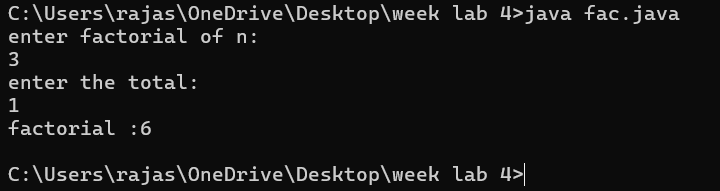 C:\Users\rajas\OneDrive\Desktop\week lab 4>java fac.java
enter factorial of n:
3
enter the total:
1
factorial :6
C:\Users\rajas\OneDrive\Desktop\week lab 4>